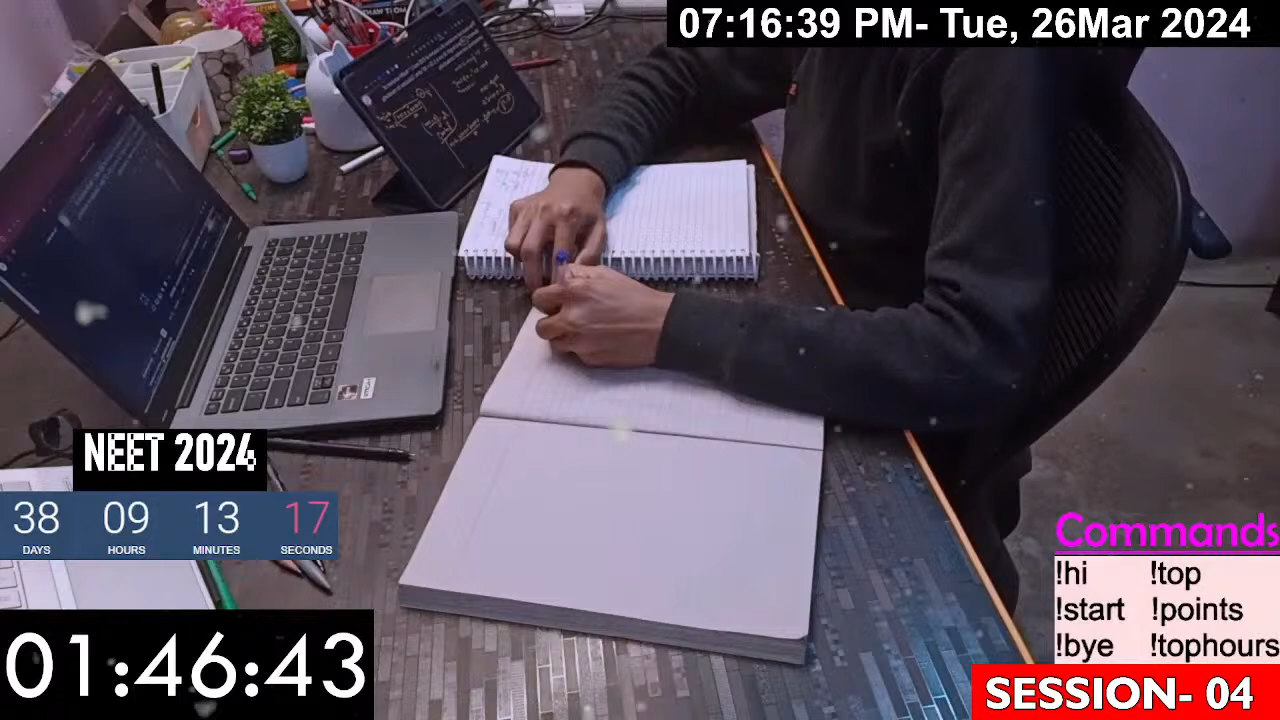 07:16:39 PM- Tue, 26Mar 2024
NEET 2024
38 09 13 17
DAYS HOURS MINUTES SECONDS
01:46:43
Commands
!hi !top
!start !points
!bye !tophours
SESSION- 04